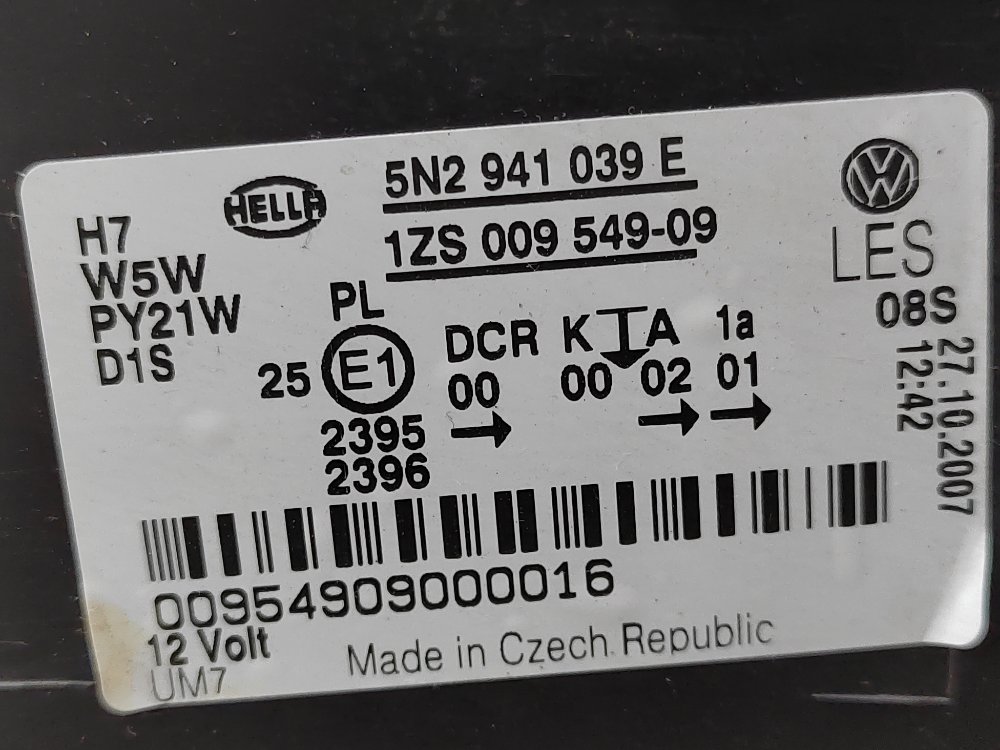 HELLA
5N2 941 039 E
1ZS 009 549-09
LES
08S
27.10.2007
12:42
H7
W5W
PY21W
D1S
PL
25 E1
2395
2396
DCR K A 1a
00 00 02 01
→ → →
00954909000016
12 Volt
UM7
Made in Czech Republic